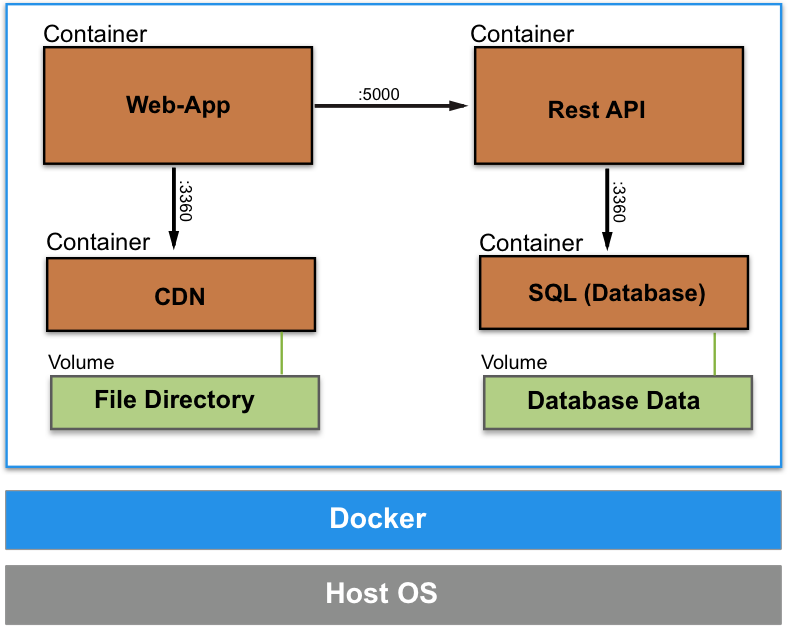 Container
Container
Web-App
:5000
Rest API
:3360
:3360
Container
Container
CDN
SQL (Database)
Volume
Volume
File Directory
Database Data
Docker
Host OS